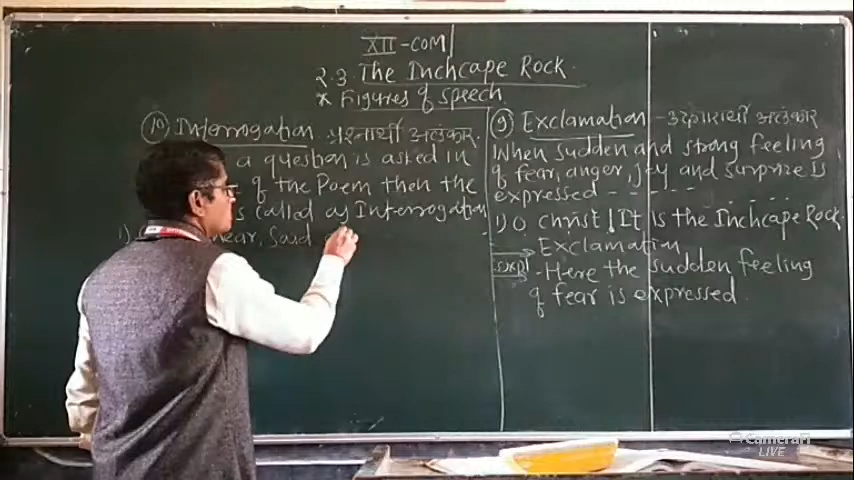 XII-COM
2.3 The Inchcape Rock.
* Figures of speech
(10) Interrogation प्रश्नार्थी अलंकार.
a question is asked in
of the Poem then the
is called as Interrogation
1) hear, Said
(9) Exclamation - उद्गारार्थी अलंकार
When sudden and strong feeling
of fear, anger, joy and surprize is
expressed - - - - - -
1) O Christ! It is the Inchcape Rock.
Exclamation
Expl - Here the sudden feeling
of fear is expressed.
CameraFi
LIVE